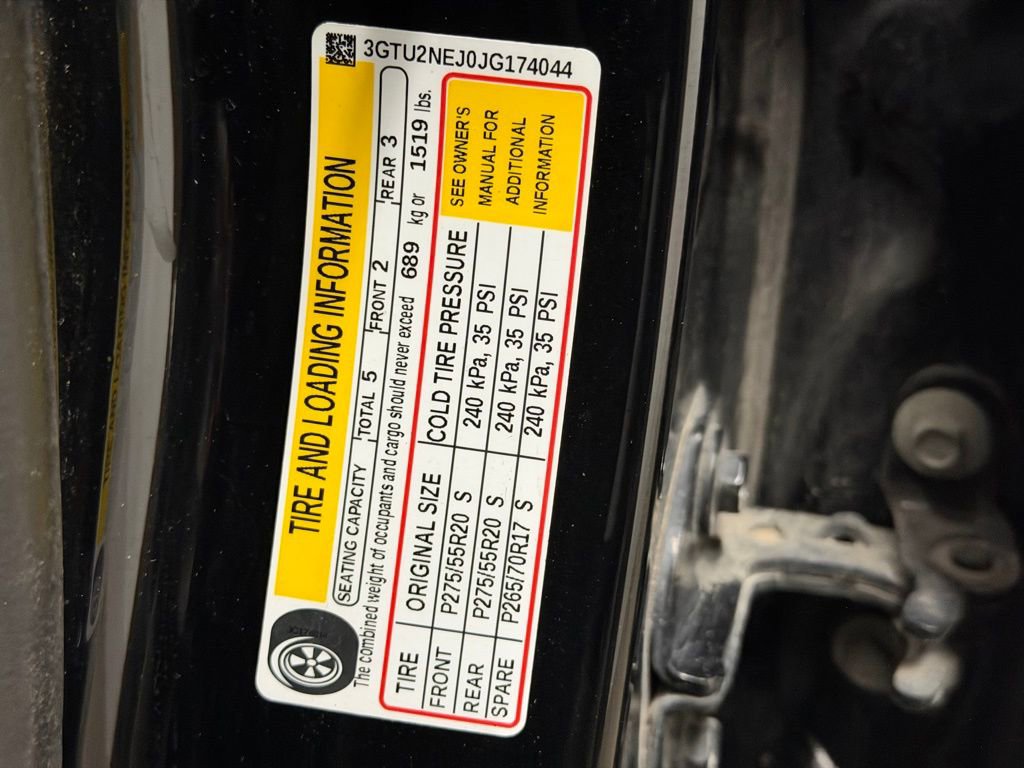 3GTU2NEJ0JG174044
TIRE AND LOADING INFORMATION
SEATING CAPACITY TOTAL 5 FRONT 2 REAR 3
The combined weight of occupants and cargo should never exceed 689 kg or 1519 lbs.
TIRE ORIGINAL SIZE COLD TIRE PRESSURE
FRONT P275/55R20 S 240 kPa, 35 PSI
REAR P275/55R20 S 240 kPa, 35 PSI
SPARE P265/70R17 S 240 kPa, 35 PSI
SEE OWNER'S
MANUAL FOR
ADDITIONAL
INFORMATION